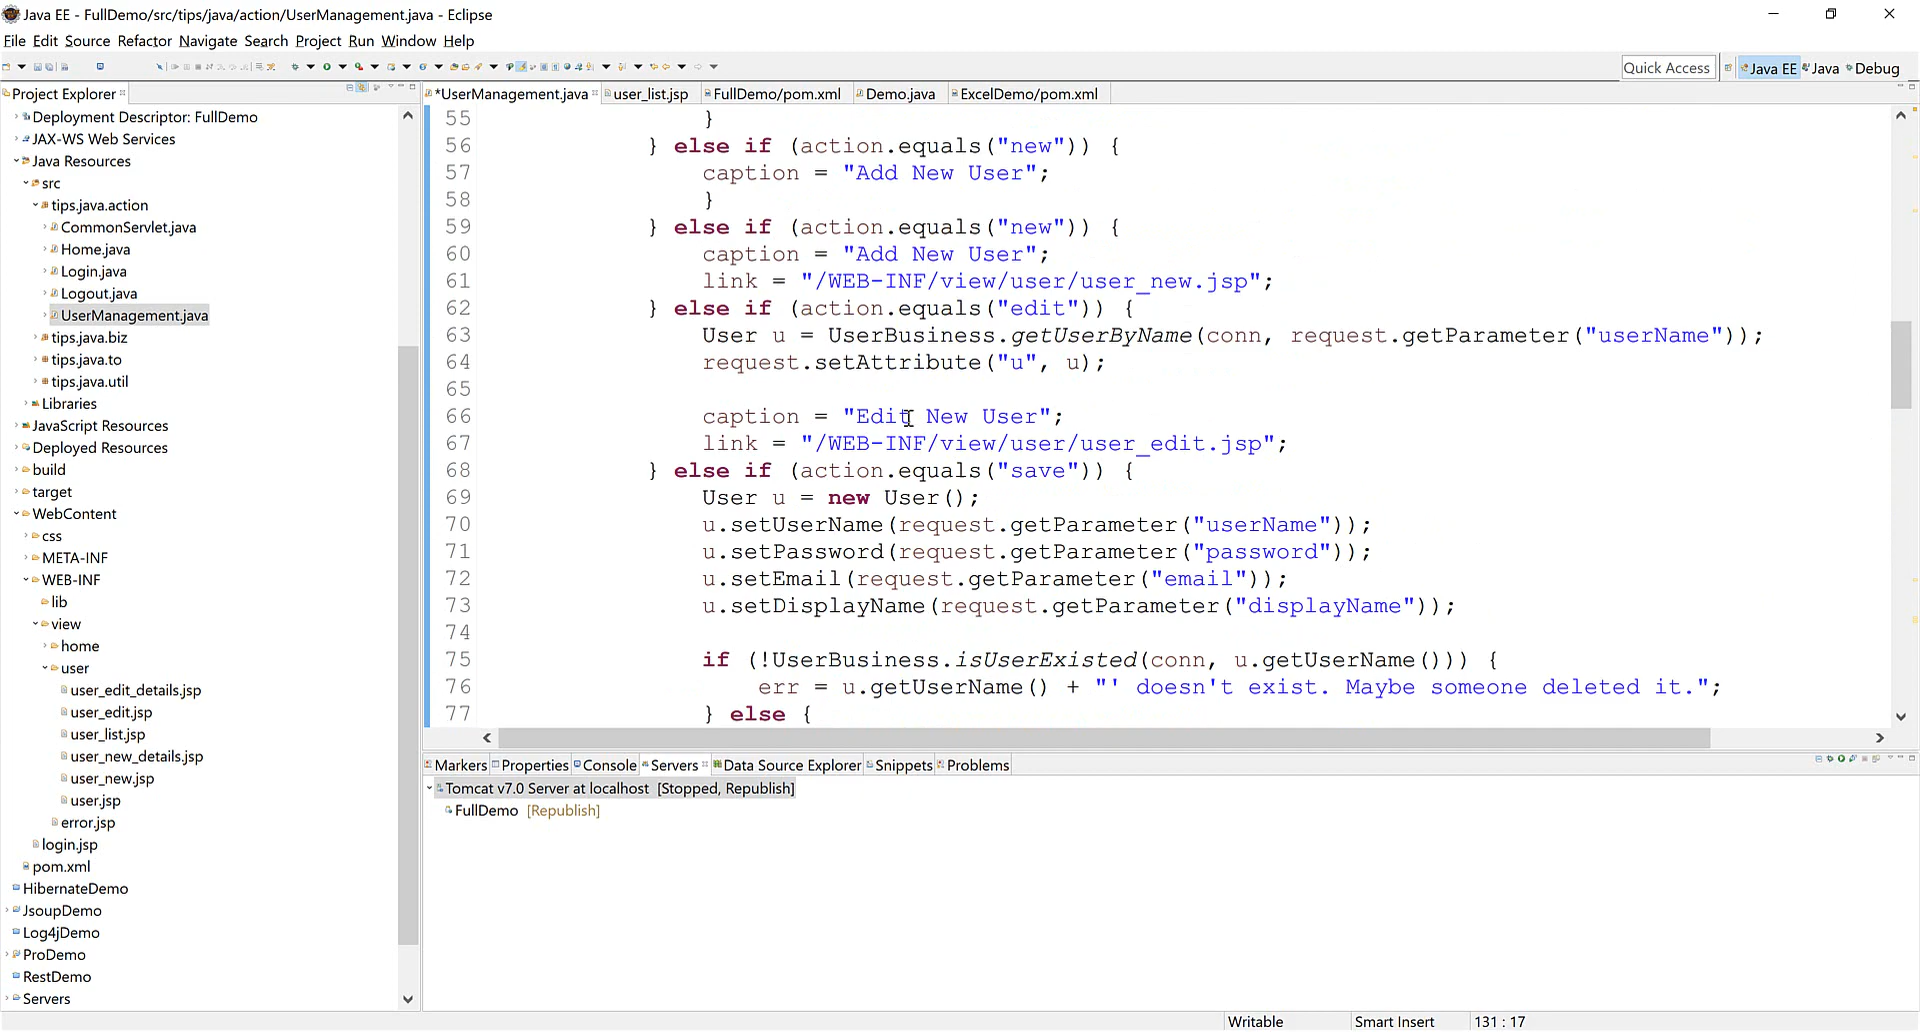 Java EE - FullDemo/src/tips/java/action/UserManagement.java - Eclipse
File Edit Source Refactor Navigate Search Project Run Window Help
Quick Access
Java EE Java Debug
Project Explorer
*UserManagement.java user_list.jsp FullDemo/pom.xml Demo.java ExcelDemo/pom.xml
Deployment Descriptor: FullDemo
JAX-WS Web Services
Java Resources
src
tips.java.action
CommonServlet.java
Home.java
Login.java
Logout.java
UserManagement.java
tips.java.biz
tips.java.to
tips.java.util
Libraries
JavaScript Resources
Deployed Resources
build
target
WebContent
css
META-INF
WEB-INF
lib
view
home
user
user_edit_details.jsp
user_edit.jsp
user_list.jsp
user_new_details.jsp
user_new.jsp
user.jsp
error.jsp
login.jsp
pom.xml
HibernateDemo
JsoupDemo
Log4jDemo
ProDemo
RestDemo
Servers
55 }
56 } else if (action.equals("new")) {
57 caption = "Add New User";
58 }
59 } else if (action.equals("new")) {
60 caption = "Add New User";
61 link = "/WEB-INF/view/user/user_new.jsp";
62 } else if (action.equals("edit")) {
63 User u = UserBusiness.getUserByName(conn, request.getParameter("userName"));
64 request.setAttribute("u", u);
65
66 caption = "Edit New User";
67 link = "/WEB-INF/view/user/user_edit.jsp";
68 } else if (action.equals("save")) {
69 User u = new User();
70 u.setUserName(request.getParameter("userName"));
71 u.setPassword(request.getParameter("password"));
72 u.setEmail(request.getParameter("email"));
73 u.setDisplayName(request.getParameter("displayName"));
74
75 if (!UserBusiness.isUserExisted(conn, u.getUserName())) {
76 err = u.getUserName() + "' doesn't exist. Maybe someone deleted it.";
77 } else {
Markers Properties Console Servers Data Source Explorer Snippets Problems
Tomcat v7.0 Server at localhost [Stopped, Republish]
FullDemo [Republish]
Writable Smart Insert 131 : 17